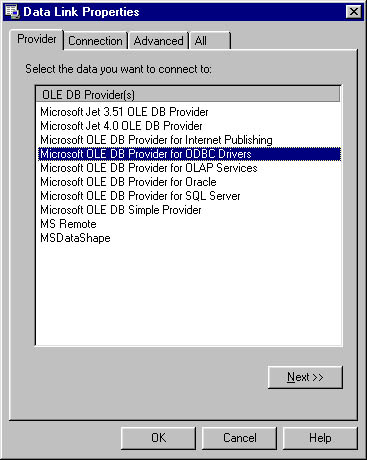 Data Link Properties
Provider Connection Advanced All
Select the data you want to connect to:
OLE DB Provider(s)
Microsoft Jet 3.51 OLE DB Provider
Microsoft Jet 4.0 OLE DB Provider
Microsoft OLE DB Provider for Internet Publishing
Microsoft OLE DB Provider for ODBC Drivers
Microsoft OLE DB Provider for OLAP Services
Microsoft OLE DB Provider for Oracle
Microsoft OLE DB Provider for SQL Server
Microsoft OLE DB Simple Provider
MS Remote
MSDataShape
Next >>
OK Cancel Help